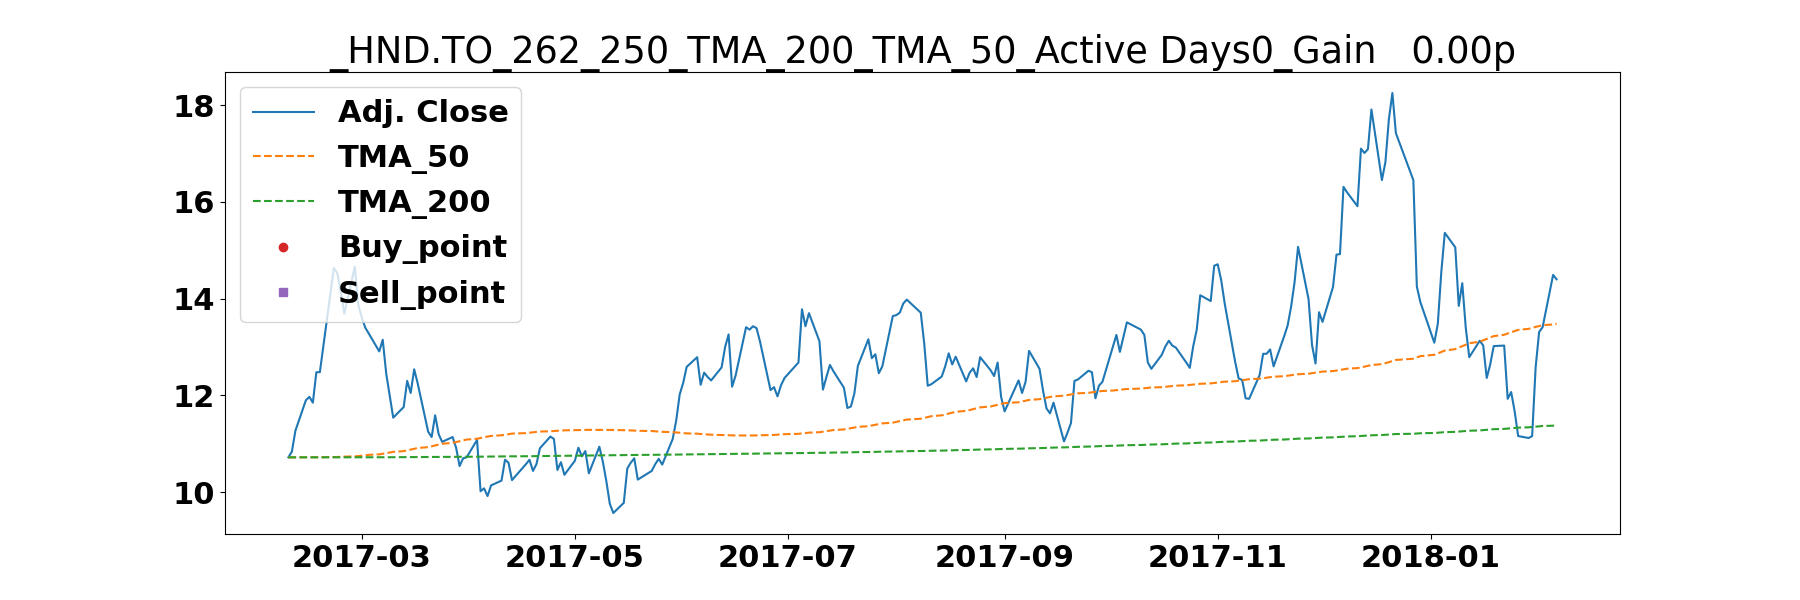 _HND.TO_262_250_TMA_200_TMA_50_Active Days0_Gain   0.00p
18
16
14
12
10
Adj. Close
TMA_50
TMA_200
Buy_point
Sell_point
2017-03 2017-05 2017-07 2017-09 2017-11 2018-01